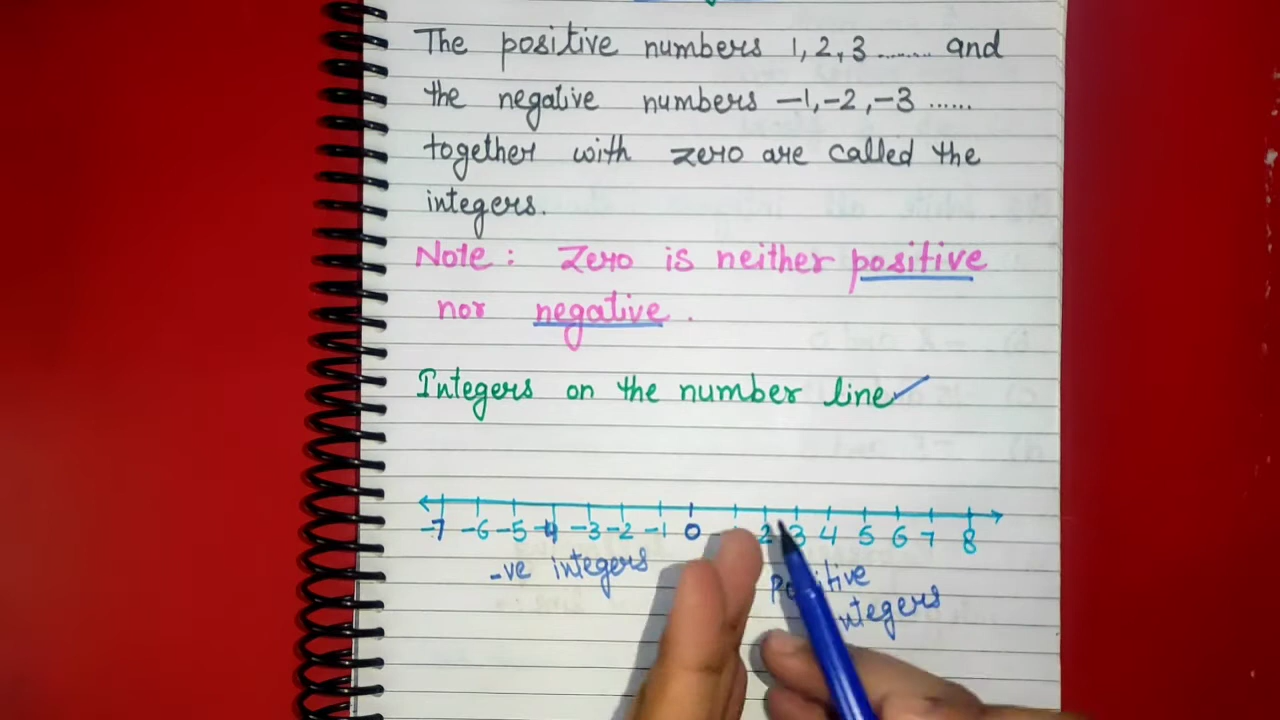 The positive numbers 1, 2, 3 ........ and
the negative numbers -1, -2, -3 ......
together with zero are called the
integers.
Note : Zero is neither positive
nor negative .
Integers on the number line
-7 -6 -5 -4 -3 -2 -1 0 2 3 4 5 6 7 8
-ve integers